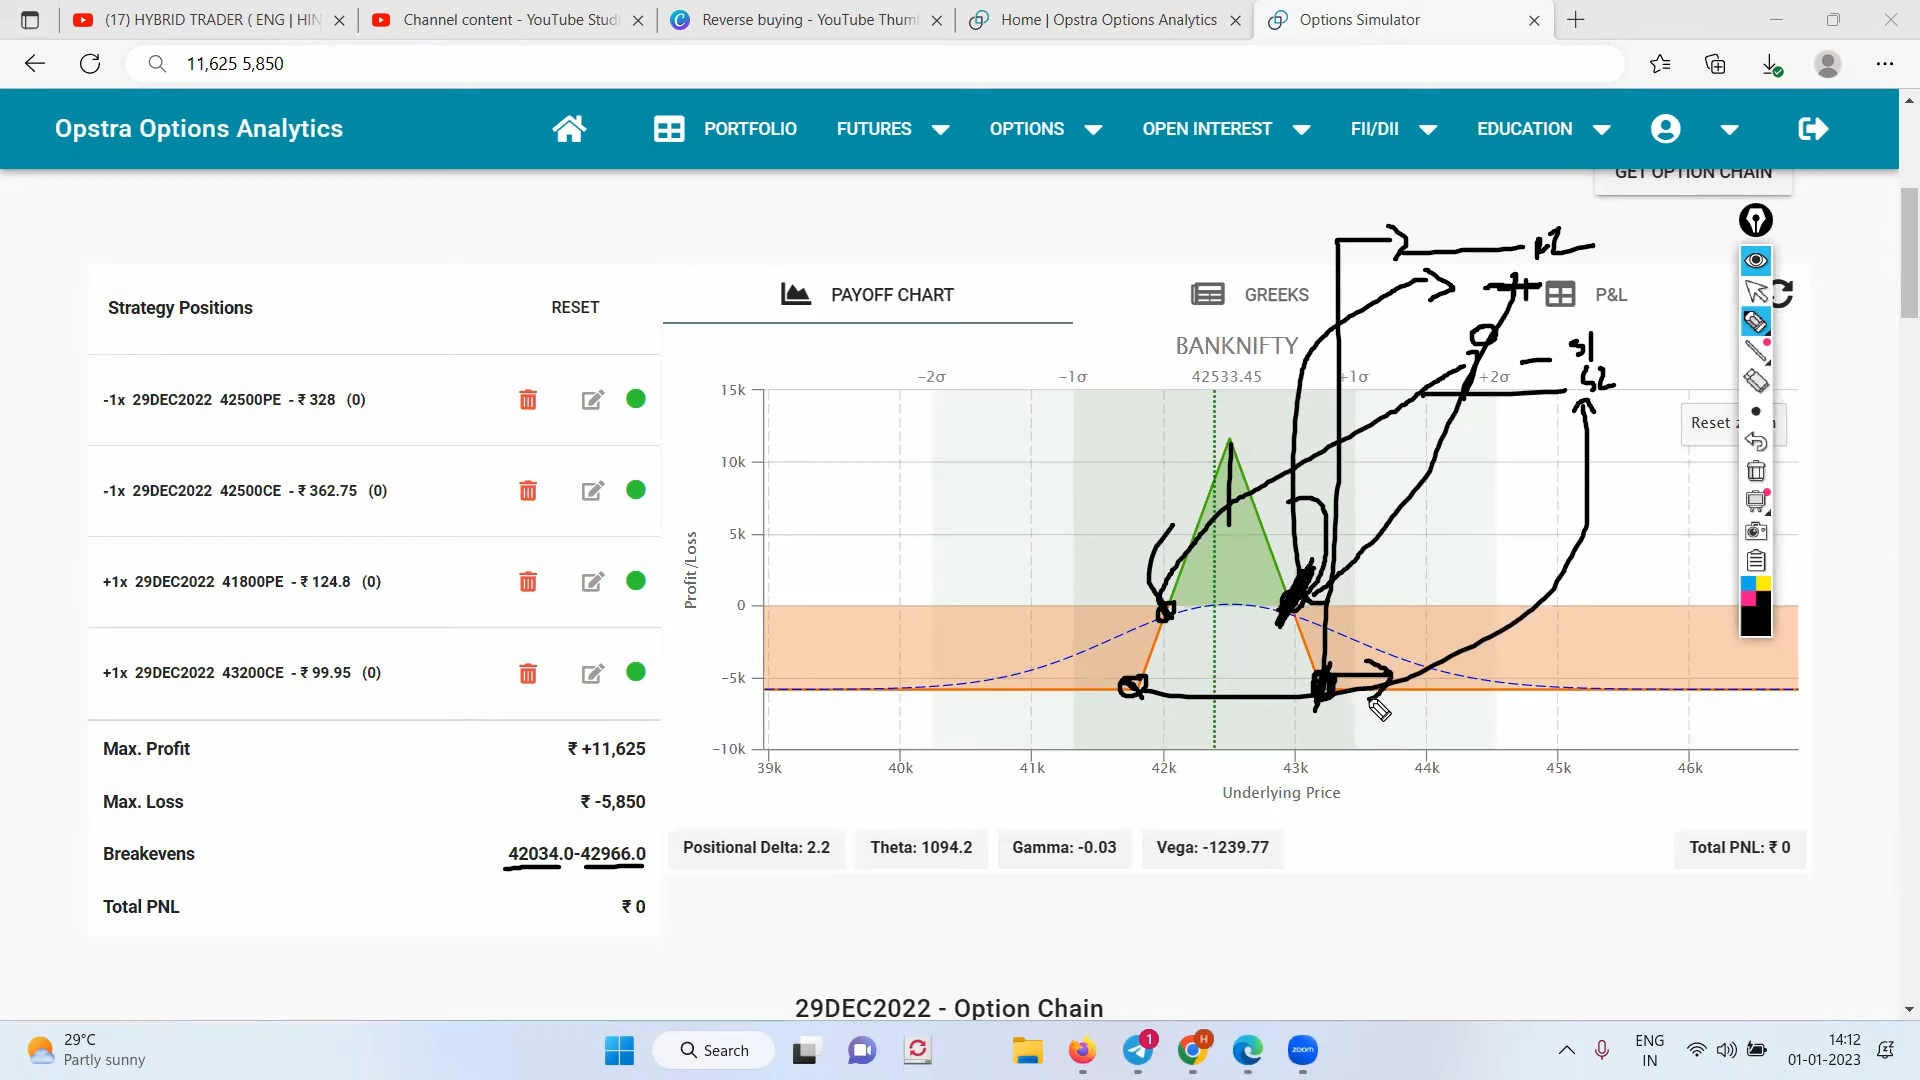 (17) HYBRID TRADER ( ENG | HIN
Channel content - YouTube Studi
Reverse buying - YouTube Thum
Home | Opstra Options Analytics
Options Simulator
11,625 5,850
Opstra Options Analytics
PORTFOLIO
FUTURES
OPTIONS
OPEN INTEREST
FII/DII
EDUCATION
GET OPTION CHAIN
Strategy Positions
RESET
PAYOFF CHART
GREEKS
P&L
BANKNIFTY
-2σ
-1σ
42533.45
+1σ
+2σ
s1
s2
Reset z
-1x 29DEC2022 42500PE - ₹ 328 (0)
-1x 29DEC2022 42500CE - ₹ 362.75 (0)
+1x 29DEC2022 41800PE - ₹ 124.8 (0)
+1x 29DEC2022 43200CE - ₹ 99.95 (0)
Max. Profit
₹ +11,625
Max. Loss
₹ -5,850
Breakevens
42034.0-42966.0
Total PNL
₹ 0
Profit/Loss
15k
10k
5k
0
-5k
-10k
39k
40k
41k
42k
43k
44k
45k
46k
Underlying Price
Positional Delta: 2.2
Theta: 1094.2
Gamma: -0.03
Vega: -1239.77
Total PNL: ₹ 0
29DEC2022 - Option Chain
29°C
Partly sunny
Search
1
H
zoom
ENG
IN
14:12
01-01-2023